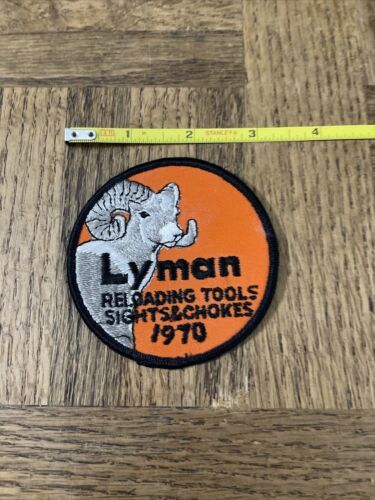 1 2 STANLEY 3 4
Lyman
RELOADING TOOLS
SIGHTS&CHOKES
1970